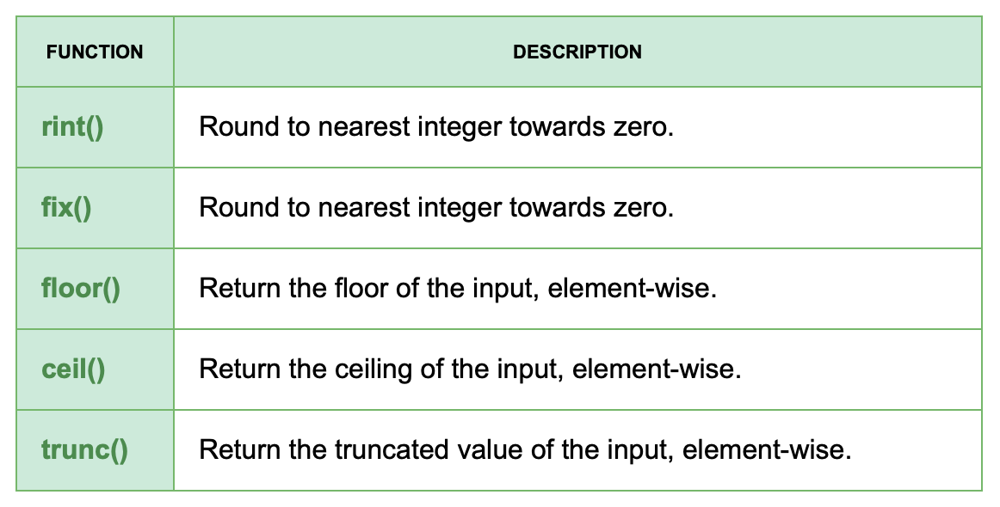 FUNCTION DESCRIPTION
rint() Round to nearest integer towards zero.
fix() Round to nearest integer towards zero.
floor() Return the floor of the input, element-wise.
ceil() Return the ceiling of the input, element-wise.
trunc() Return the truncated value of the input, element-wise.